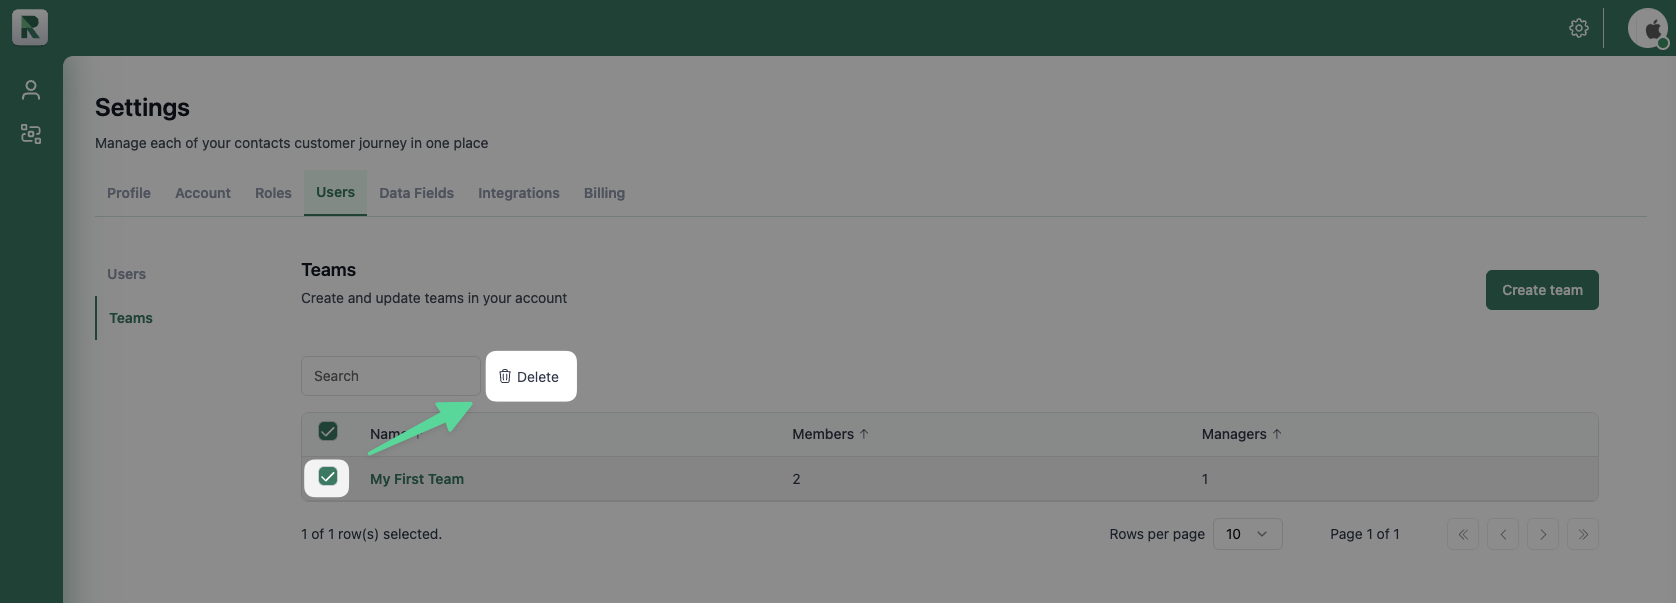 R
Settings
Manage each of your contacts customer journey in one place
Profile Account Roles Users Data Fields Integrations Billing
Users
Teams
Teams
Create and update teams in your account
Create team
Search
Delete
Name Members ↑ Managers ↑
My First Team 2 1
1 of 1 row(s) selected.
Rows per page 10 Page 1 of 1